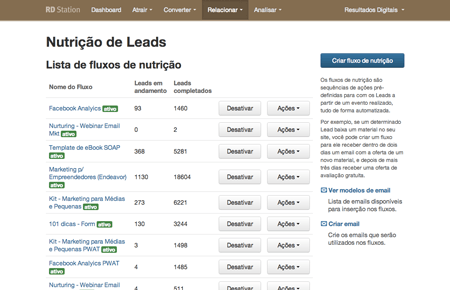 RD Station Dashboard Atrair Converter Relacionar Analisar Resultados Digitais
Nutrição de Leads
Lista de fluxos de nutrição
Criar fluxo de nutrição
Nome do Fluxo Leads em andamento Leads completados
Facebook Analyics ativo 93 1460 Desativar Ações
Nurturing - Webinar Email
Mkt ativo 0 2 Desativar Ações
Template de eBook SOAP
ativo 368 5281 Desativar Ações
Marketing p/
Empreendedores (Endeavor)
ativo 1130 18604 Desativar Ações
Kit - Marketing para Médias
e Pequenas ativo 273 6221 Desativar Ações
101 dicas - Form ativo 130 3244 Desativar Ações
Kit - Marketing para Médias
e Pequenas PWAT ativo 3 1498 Desativar Ações
Facebook Analyics PWAT
ativo 4 1485 Desativar Ações
Nurturing - Webinar Email 4 511
Os fluxos de nutrição são
sequências de ações pré-
definidas para com os Leads a
partir de um evento realizado,
tudo de forma automatizada.
Por exemplo, se um determinado
Lead baixa um material no seu
site, você pode criar um fluxo
para ele receber dentro de dois
dias um email com a oferta de um
novo material, e depois de mais
três dias receber uma oferta de
avaliação gratuita.
Ver modelos de email
Lista de emails disponíveis
para inserção nos fluxos.
Criar email
Crie os emails que serão
utilizados nos fluxos.